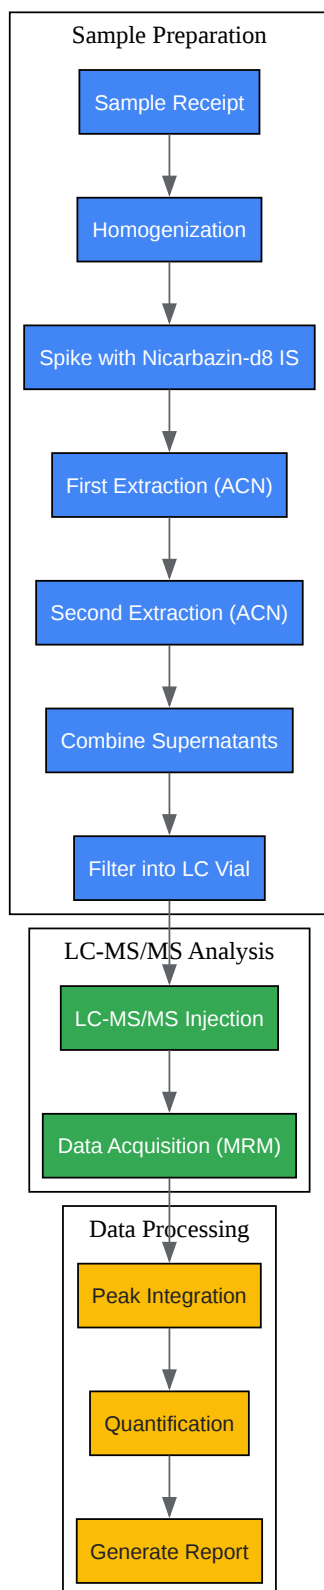 Sample Preparation
Sample Receipt
Homogenization
Spike with Nicarbazin-d8 IS
First Extraction (ACN)
Second Extraction (ACN)
Combine Supernatants
Filter into LC Vial
LC-MS/MS Analysis
LC-MS/MS Injection
Data Acquisition (MRM)
Data Processing
Peak Integration
Quantification
Generate Report